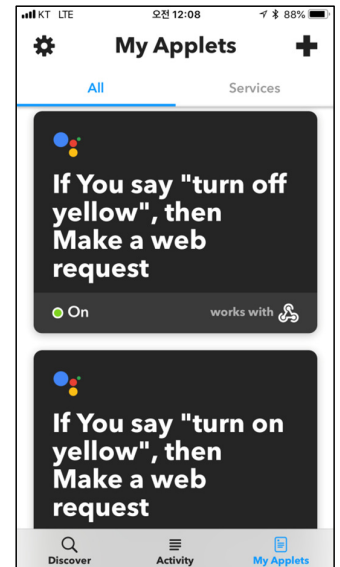 KT LTE 오전 12:08 88%
My Applets
All Services
If You say "turn off
yellow", then
Make a web
request
On works with
If You say "turn on
yellow", then
Make a web
request
Discover Activity My Applets